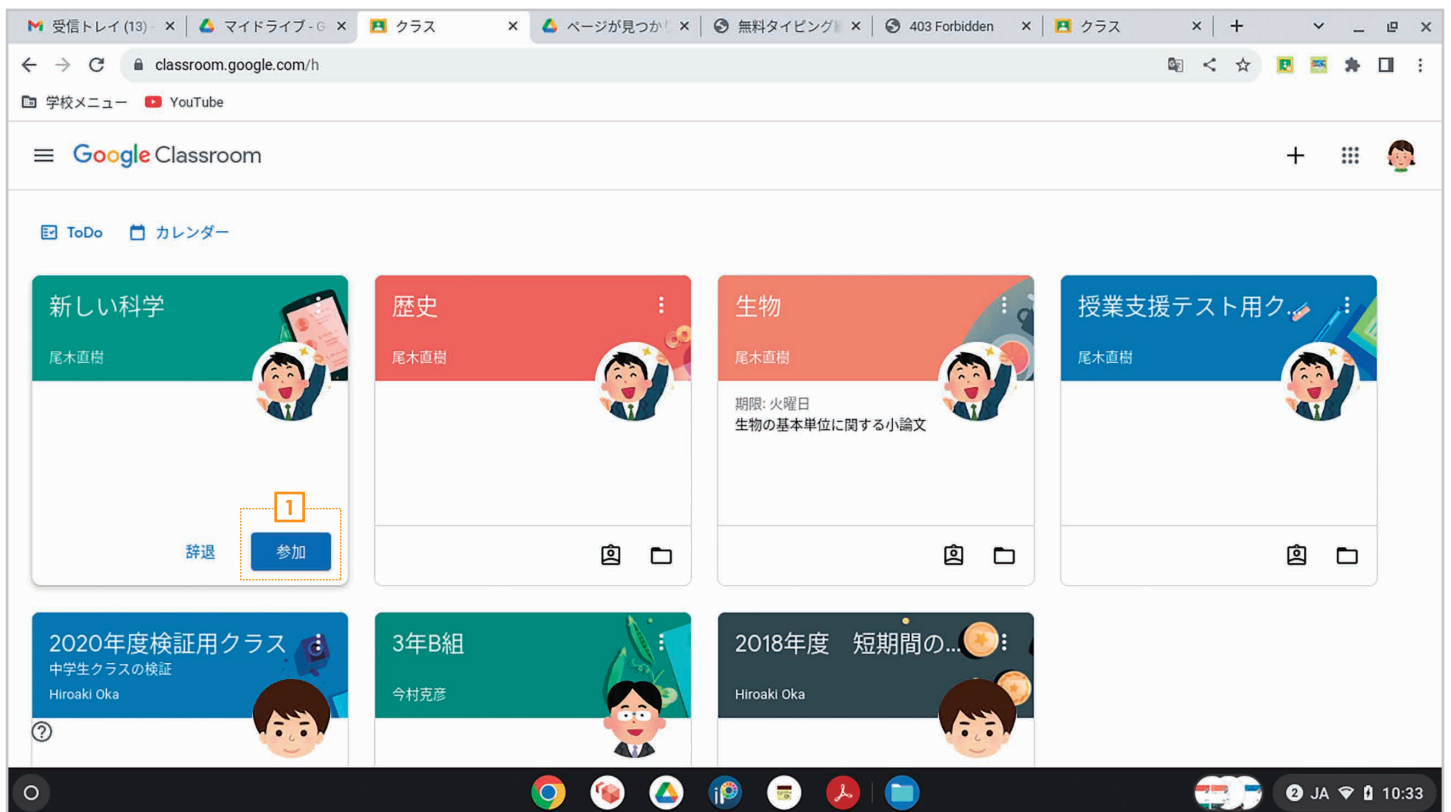 受信トレイ (13) -
マイドライブ - G
クラス
ページが見つか
無料タイピング
403 Forbidden
クラス
classroom.google.com/h
学校メニュー
YouTube
Google Classroom
ToDo
カレンダー
新しい科学
尾木直樹
歴史
尾木直樹
生物
尾木直樹
期限: 火曜日
生物の基本単位に関する小論文
授業支援テスト用ク...
尾木直樹
1
辞退
参加
2020年度検証用クラス
中学生クラスの検証
Hiroaki Oka
3年B組
今村克彦
2018年度 短期間の...
Hiroaki Oka
2 JA 10:33